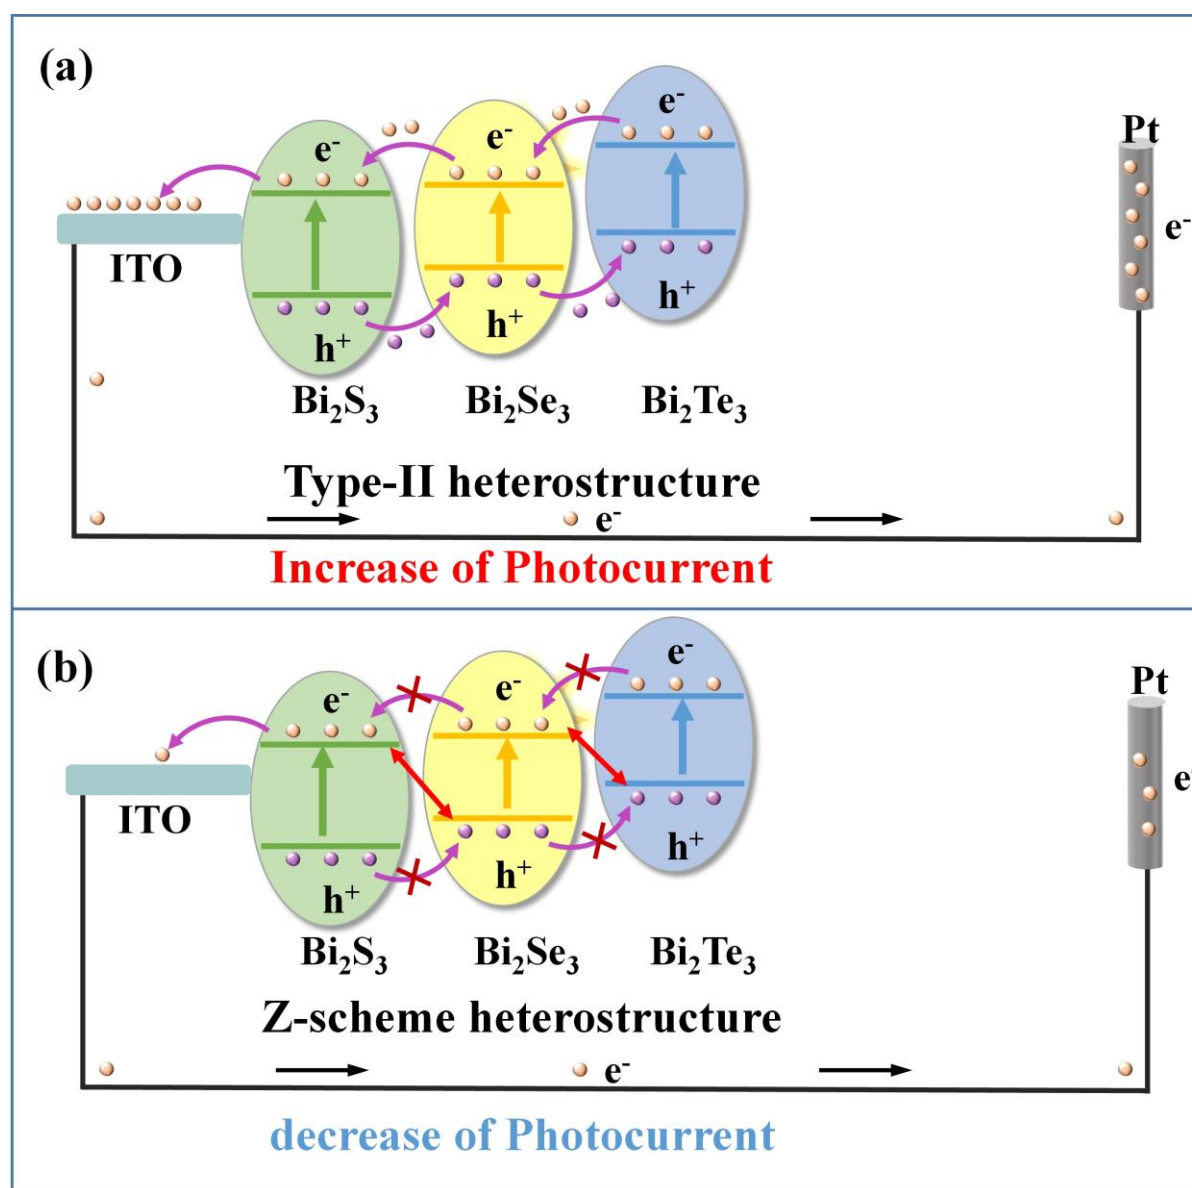 (a)
e⁻
e⁻
e⁻
Pt
e⁻
ITO
h⁺
h⁺
h⁺
Bi₂S₃
Bi₂Se₃
Bi₂Te₃
Type-II heterostructure
e⁻
Increase of Photocurrent
(b)
e⁻
e⁻
e⁻
Pt
e
ITO
h⁺
h⁺
h⁺
Bi₂S₃
Bi₂Se₃
Bi₂Te₃
Z-scheme heterostructure
e⁻
decrease of Photocurrent